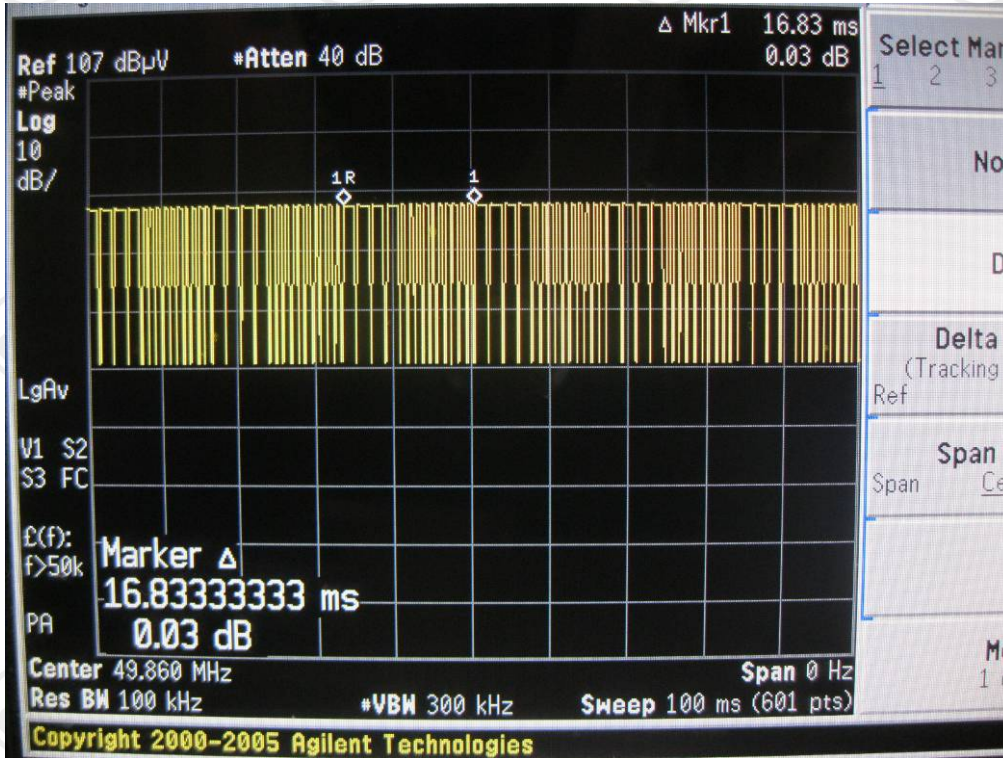 Δ Mkr1 16.83 ms
Ref 107 dBµV #Atten 40 dB 0.03 dB
#Peak
Log
10
dB/
1R 1
LgAv
V1 S2
S3 FC
£(f):
f>50k
PA
Marker Δ
16.83333333 ms
0.03 dB
Center 49.860 MHz Span 0 Hz
Res BW 100 kHz #VBW 300 kHz Sweep 100 ms (601 pts)
Copyright 2000-2005 Agilent Technologies
Select Mar
1 2 3
No
D
Delta
(Tracking
Ref
Span
Span Ce
M
1